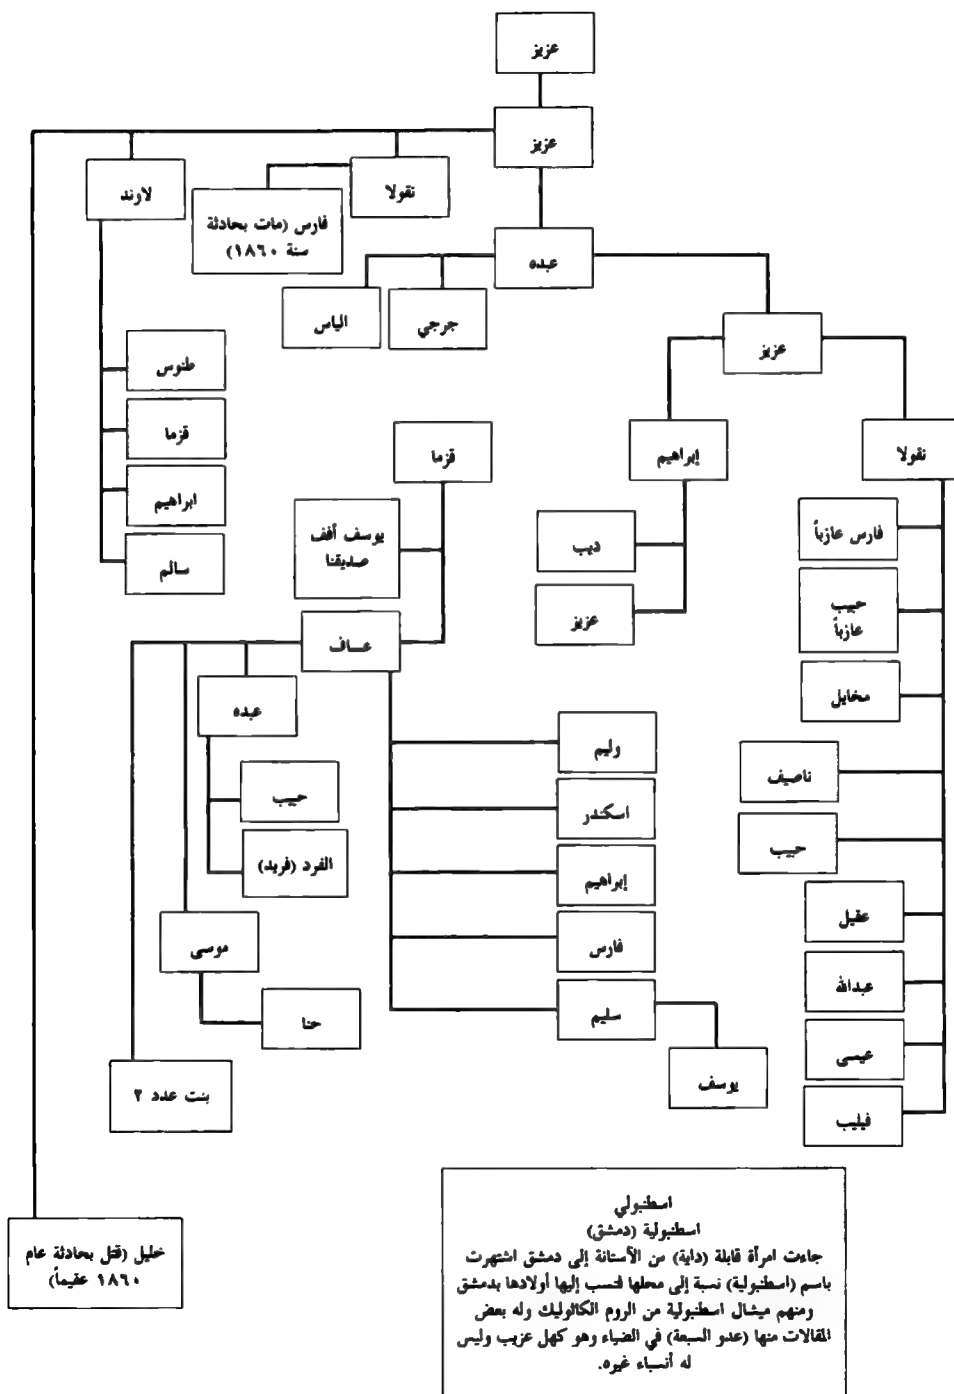 عزيز
عزيز
لاوند
نقولا
فارس (مات بحادثة
سنة ١٨٦٠)
عبده
الياس
جرجي
عزيز
طنوس
قزما
ابراهيم
سالم
قزما
إبراهيم
نقولا
يوسف أفف
صديقنا
ديب
عزيز
فارس عازباً
حبيب
عازباً
مخايل
ناصيف
حبيب
عقيل
عبدالله
عيسى
فيليب
عساف
عبده
حبيب
الفرد (فريد)
موسى
حنا
بنت عدد ٢
وليم
اسكندر
إبراهيم
فارس
سليم
يوسف
خليل (قتل بحادثة عام
١٨٦٠ عقيماً)
اسطنبولي
اسطنبولية (دمشق)
جاءت امرأة قابلة (داية) من الأستانة إلى دمشق اشتهرت
باسم (اسطنبولية) نسبة إلى محلها فنسب إليها أولادها بدمشق
ومنهم ميشال اسطنبولية من الروم الكاثوليك وله بعض
المقالات منها (عدو السبعة) في الضياء وهو كهل عزيب وليس
له أنسباء غيره.